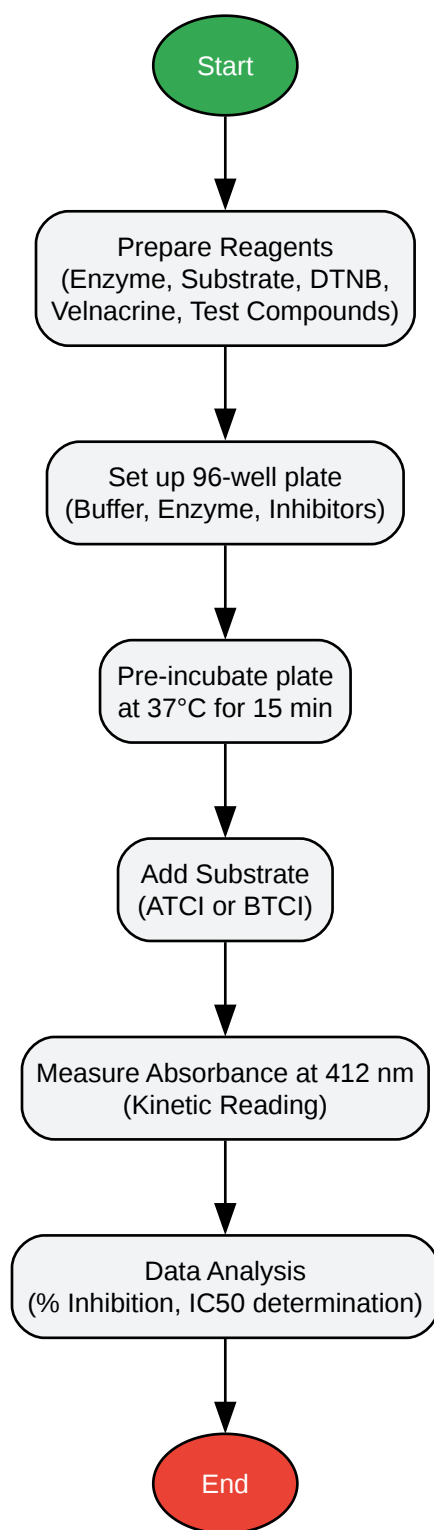 Start
Prepare Reagents
(Enzyme, Substrate, DTNB,
Velnacrine, Test Compounds)
Set up 96-well plate
(Buffer, Enzyme, Inhibitors)
Pre-incubate plate
at 37°C for 15 min
Add Substrate
(ATCI or BTCI)
Measure Absorbance at 412 nm
(Kinetic Reading)
Data Analysis
(% Inhibition, IC50 determination)
End